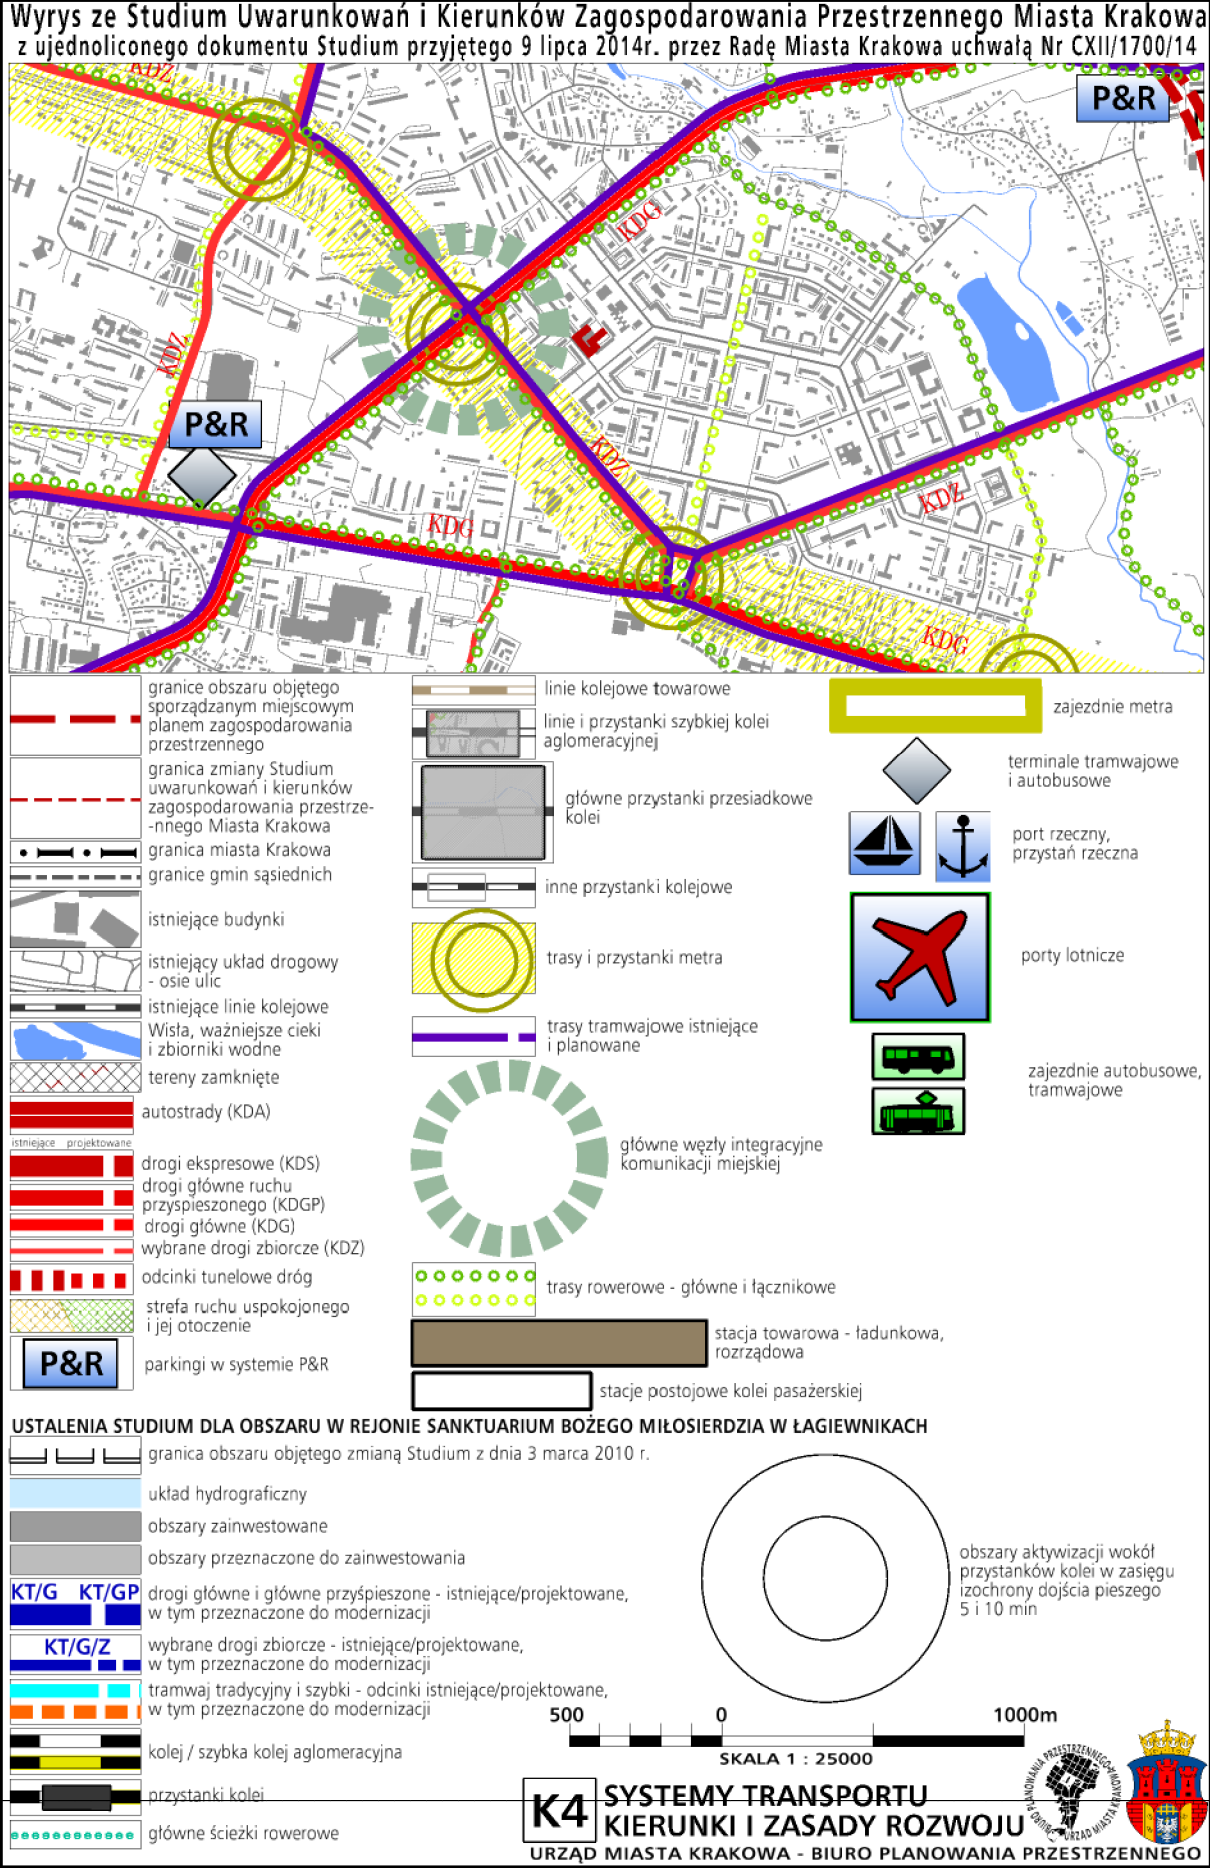 Wyrys ze Studium Uwarunkowań i Kierunków Zagospodarowania Przestrzennego Miasta Krakowa
z ujednoliconego dokumentu Studium przyjętego 9 lipca 2014r. przez Radę Miasta Krakowa uchwałą Nr CXII/1700/14
KDZ
P&R
KDG
KDZ
P&R
KDZ
KDZ
KDG
KDG
granice obszaru objętego
sporządzanym miejscowym
planem zagospodarowania
przestrzennego
granica zmiany Studium
uwarunkowań i kierunków
zagospodarowania przestrze-
-nnego Miasta Krakowa
granica miasta Krakowa
granice gmin sąsiednich
istniejące budynki
istniejący układ drogowy
- osie ulic
istniejące linie kolejowe
Wisła, ważniejsze cieki
i zbiorniki wodne
tereny zamknięte
autostrady (KDA)
istniejące projektowane
drogi ekspresowe (KDS)
drogi główne ruchu
przyspieszonego (KDGP)
drogi główne (KDG)
wybrane drogi zbiorcze (KDZ)
odcinki tunelowe dróg
strefa ruchu uspokojonego
i jej otoczenie
P&R
parkingi w systemie P&R
linie kolejowe towarowe
linie i przystanki szybkiej kolei
aglomeracyjnej
główne przystanki przesiadkowe
kolei
inne przystanki kolejowe
trasy i przystanki metra
trasy tramwajowe istniejące
i planowane
główne węzły integracyjne
komunikacji miejskiej
trasy rowerowe - główne i łącznikowe
stacja towarowa - ładunkowa,
rozrządowa
stacje postojowe kolei pasażerskiej
zajezdnie metra
terminale tramwajowe
i autobusowe
port rzeczny,
przystań rzeczna
porty lotnicze
zajezdnie autobusowe,
tramwajowe
USTALENIA STUDIUM DLA OBSZARU W REJONIE SANKTUARIUM BOŻEGO MIŁOSIERDZIA W ŁAGIEWNIKACH
granica obszaru objętego zmianą Studium z dnia 3 marca 2010 r.
układ hydrograficzny
obszary zainwestowane
obszary przeznaczone do zainwestowania
KT/G KT/GP
drogi główne i główne przyśpieszone - istniejące/projektowane,
w tym przeznaczone do modernizacji
KT/G/Z
wybrane drogi zbiorcze - istniejące/projektowane,
w tym przeznaczone do modernizacji
tramwaj tradycyjny i szybki - odcinki istniejące/projektowane,
w tym przeznaczone do modernizacji
kolej / szybka kolej aglomeracyjna
przystanki kolei
główne ścieżki rowerowe
obszary aktywizacji wokół
przystanków kolei w zasięgu
izochrony dojścia pieszego
5 i 10 min
500 0 1000m
SKALA 1 : 25000
K4
SYSTEMY TRANSPORTU
KIERUNKI I ZASADY ROZWOJU
BIURO PLANOWANIA PRZESTRZENNEGO
URZĄD MIASTA KRAKOWA
URZĄD MIASTA KRAKOWA - BIURO PLANOWANIA PRZESTRZENNEGO